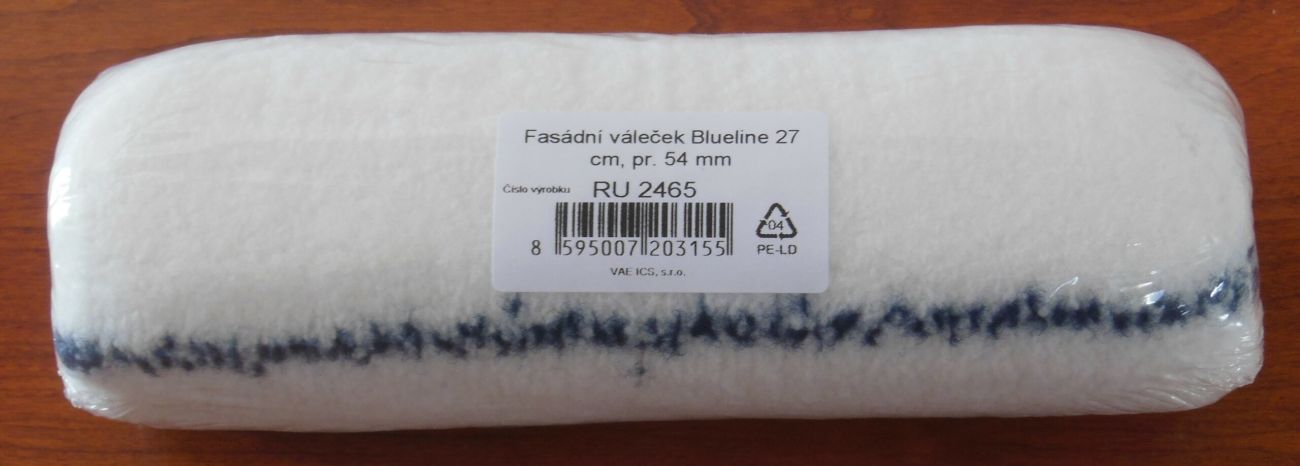 Fasádní váleček Blueline 27
cm, pr. 54 mm
Číslo výrobku RU 2465
8 595007 203155
04
PE-LD
VAE ICS, s.r.o.